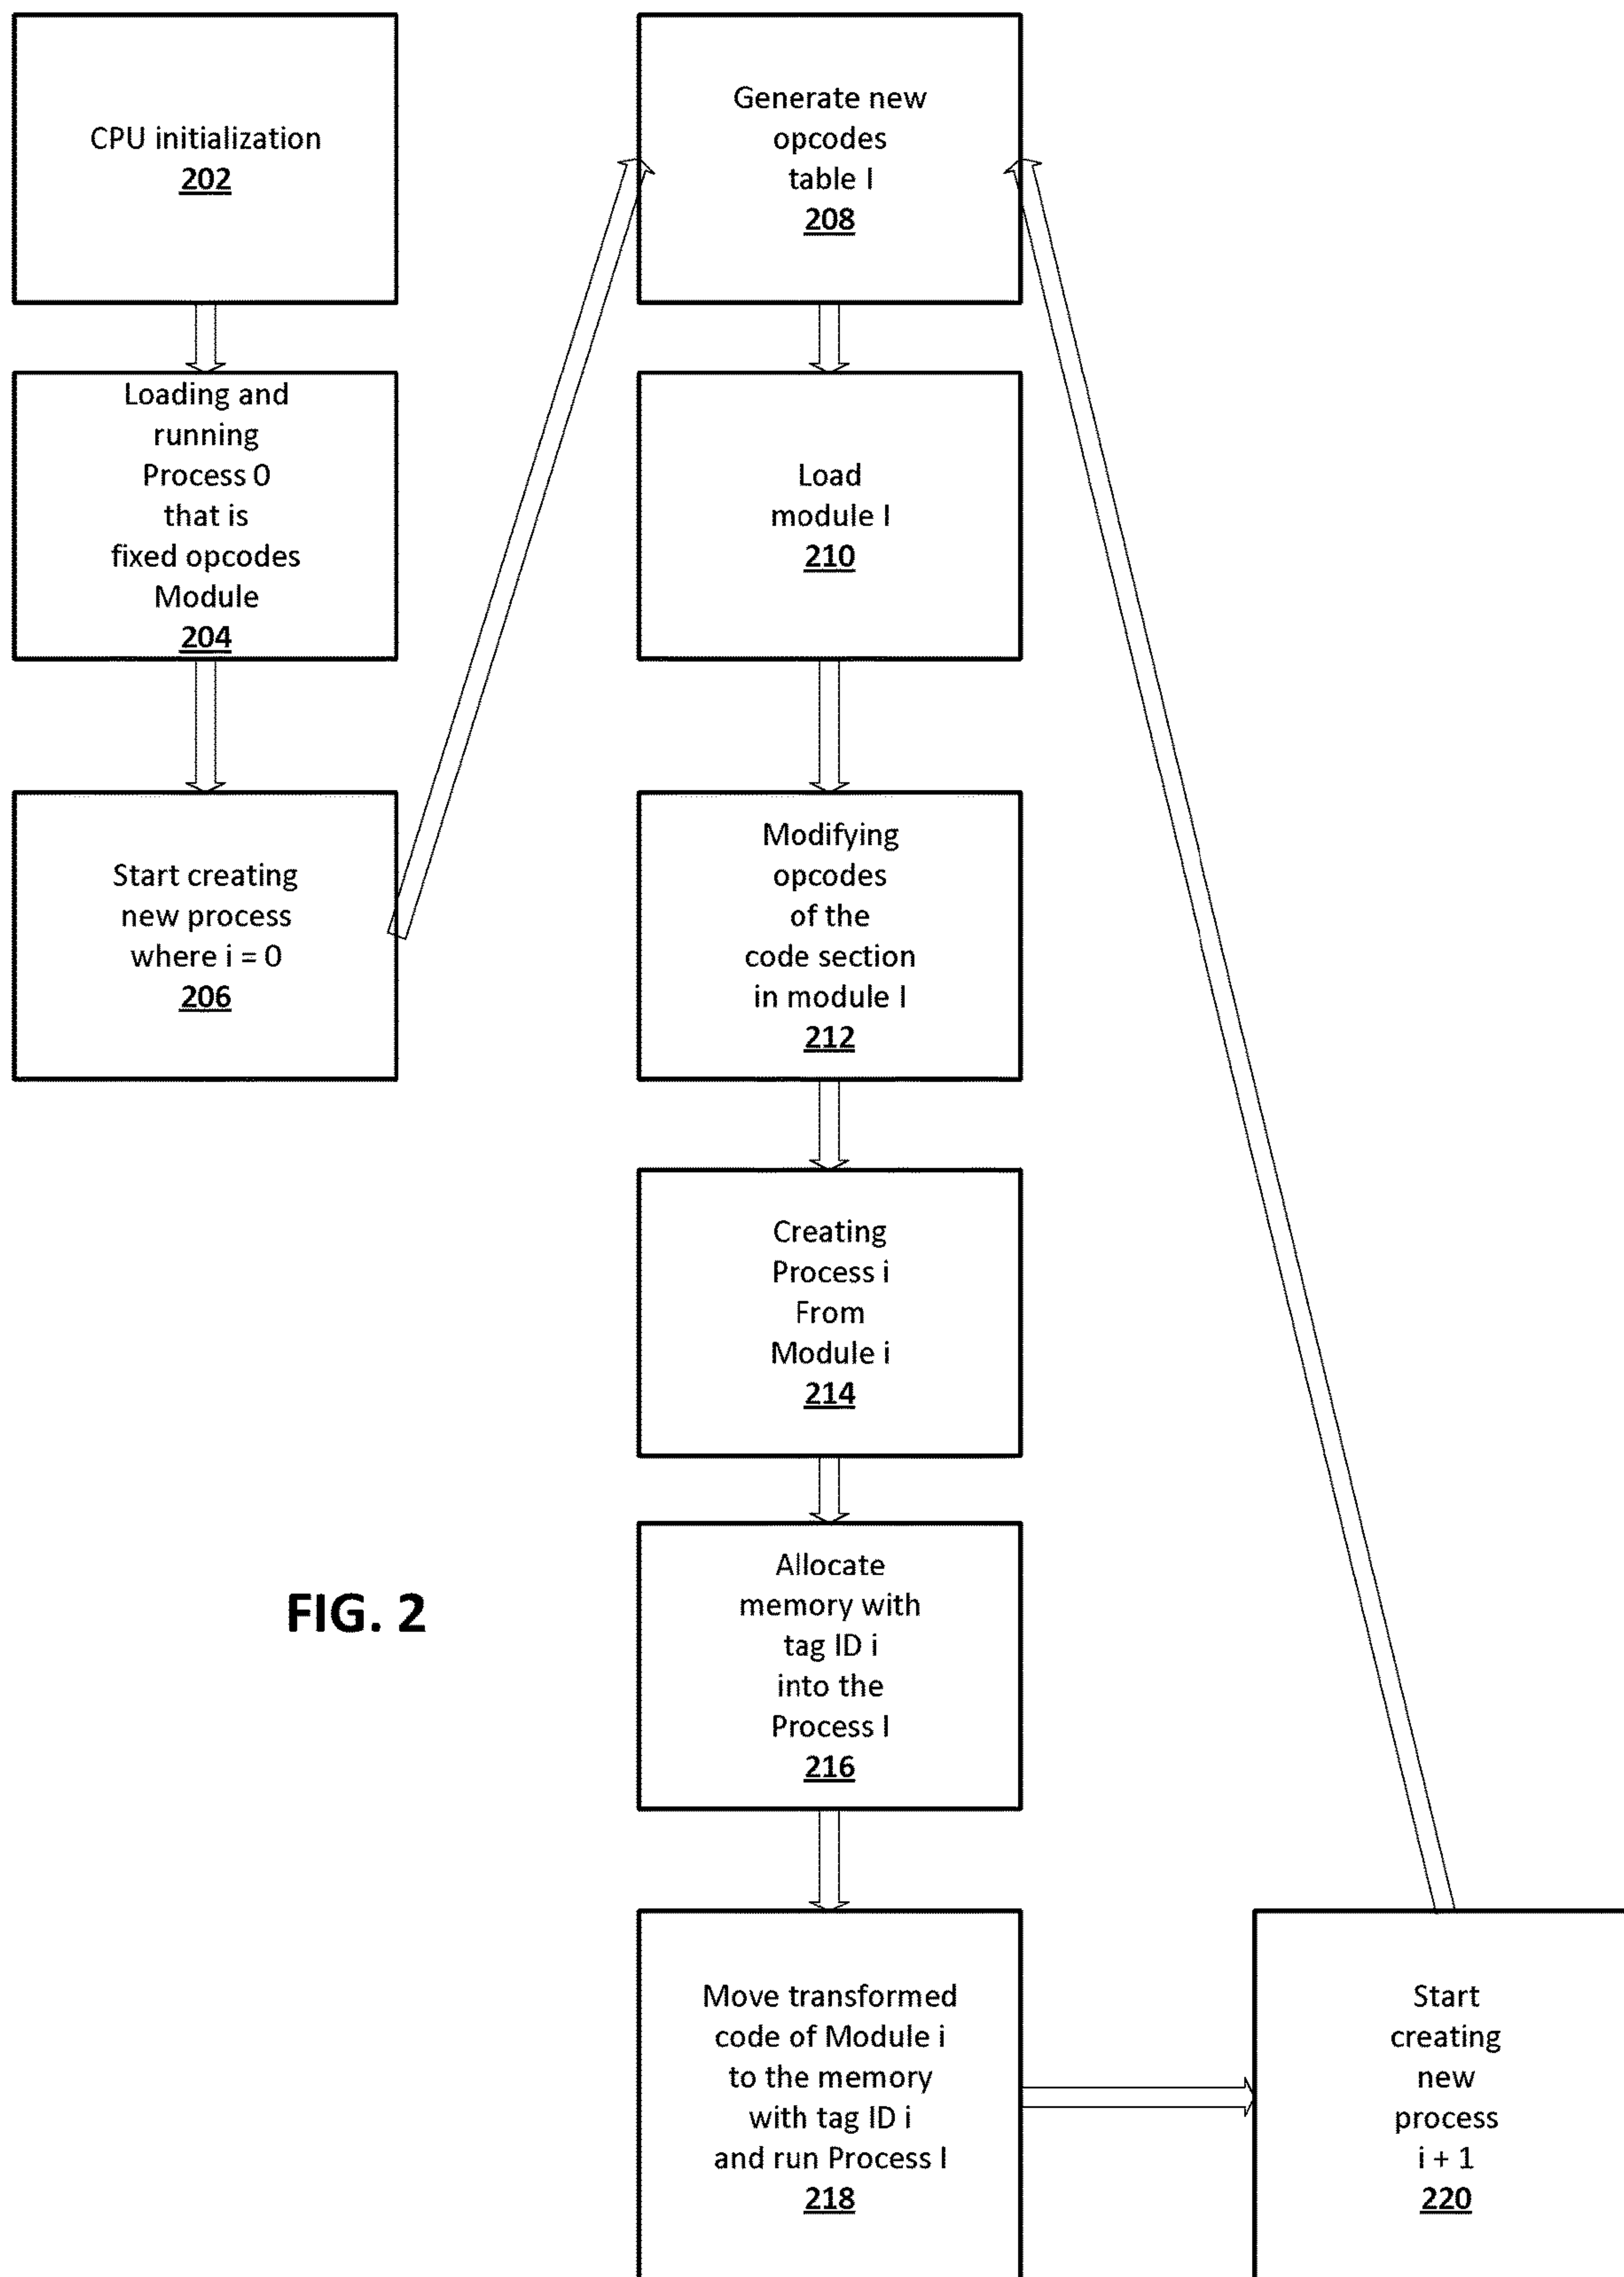 CPU initialization
202
Loading and
running
Process 0
that is
fixed opcodes
Module
204
Start creating
new process
where i = 0
206
Generate new
opcodes
table I
208
Load
module I
210
Modifying
opcodes
of the
code section
in module I
212
Creating
Process i
From
Module i
214
Allocate
memory with
tag ID i
into the
Process I
216
Move transformed
code of Module i
to the memory
with tag ID i
and run Process I
218
Start
creating
new
process
i + 1
220
FIG. 2